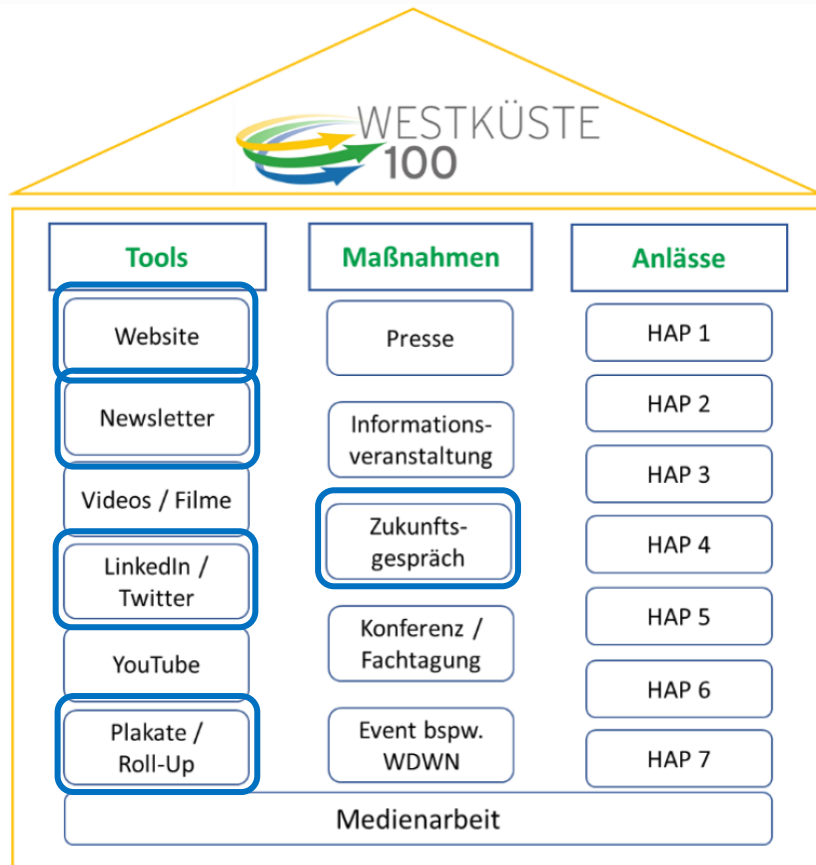 WESTKÜSTE
100
Tools
Website
Newsletter
Videos / Filme
LinkedIn /
Twitter
YouTube
Plakate /
Roll-Up
Maßnahmen
Presse
Informations-
veranstaltung
Zukunfts-
gespräch
Konferenz /
Fachtagung
Event bspw.
WDWN
Anlässe
HAP 1
HAP 2
HAP 3
HAP 4
HAP 5
HAP 6
HAP 7
Medienarbeit